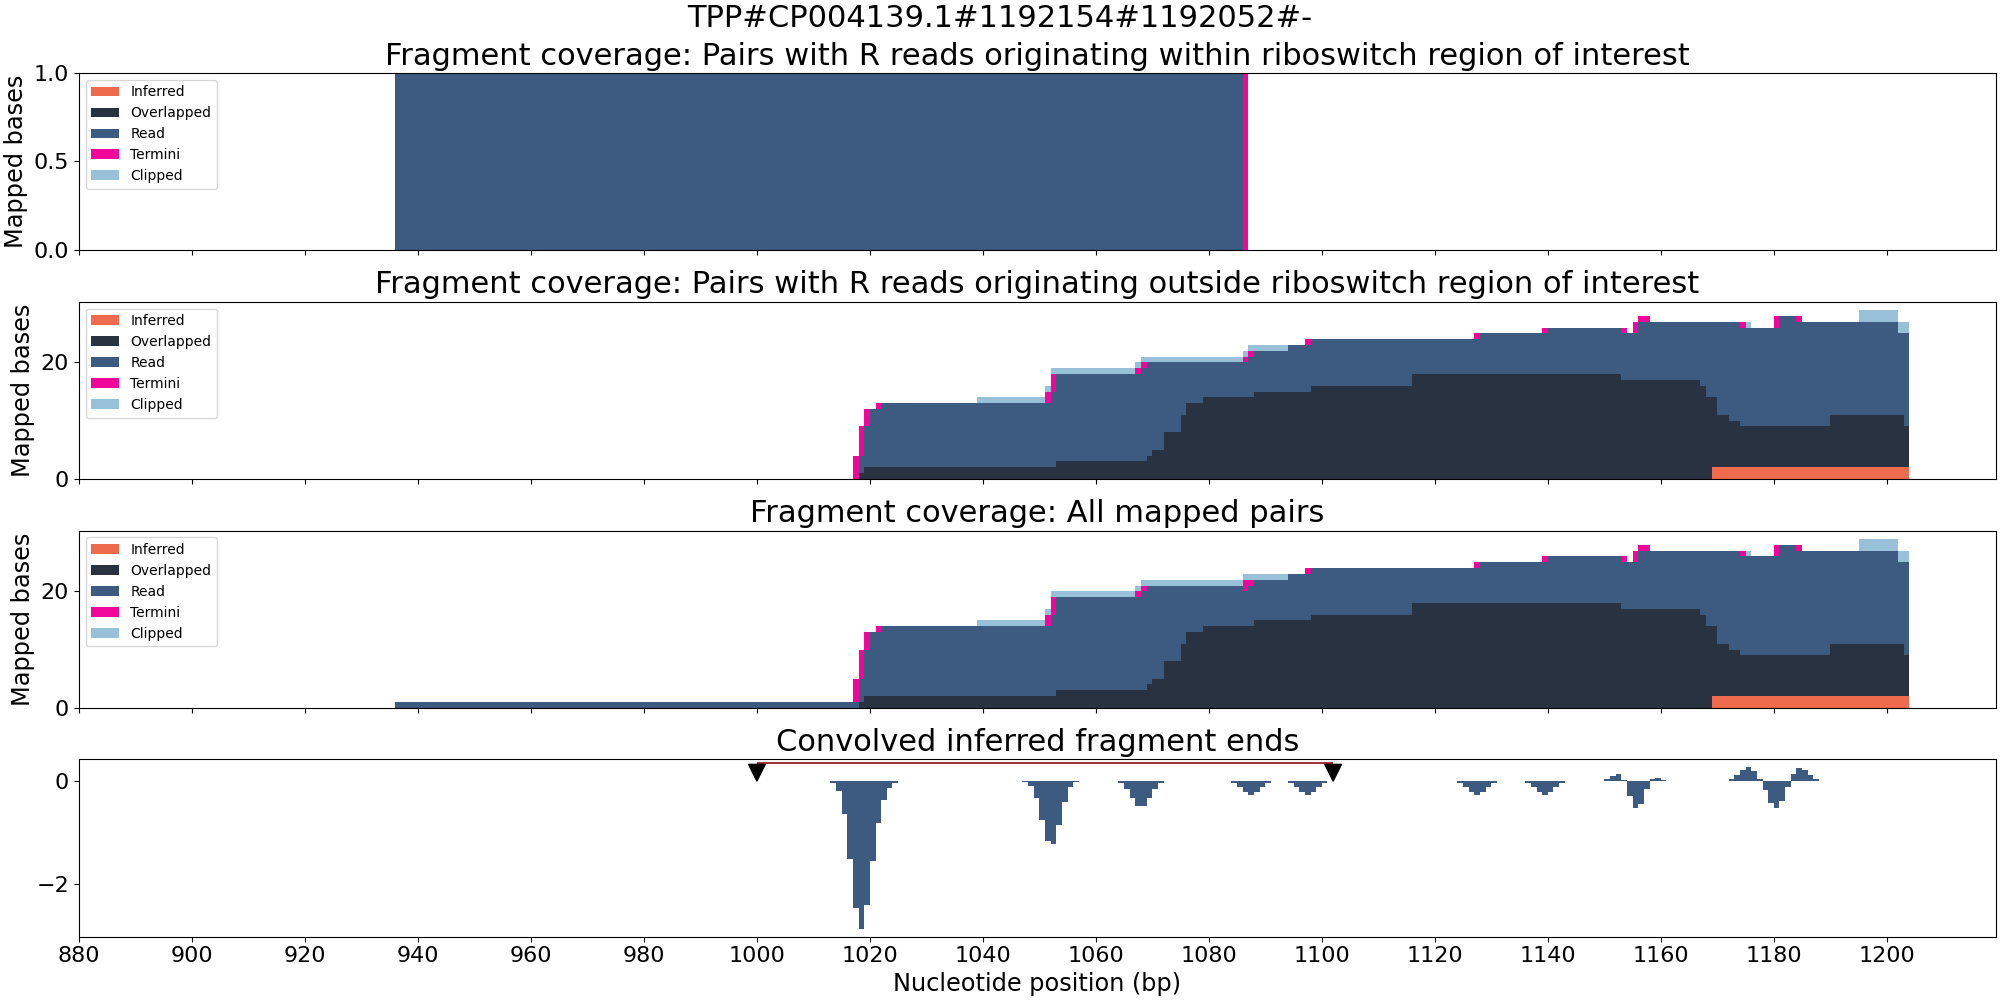 TPP#CP004139.1#1192154#1192052#-
Fragment coverage: Pairs with R reads originating within riboswitch region of interest
Mapped bases
1.0
0.5
0.0
Inferred
Overlapped
Read
Termini
Clipped
Fragment coverage: Pairs with R reads originating outside riboswitch region of interest
Mapped bases
20
0
Inferred
Overlapped
Read
Termini
Clipped
Fragment coverage: All mapped pairs
Mapped bases
20
0
Inferred
Overlapped
Read
Termini
Clipped
Convolved inferred fragment ends
0
−2
880 900 920 940 960 980 1000 1020 1040 1060 1080 1100 1120 1140 1160 1180 1200
Nucleotide position (bp)